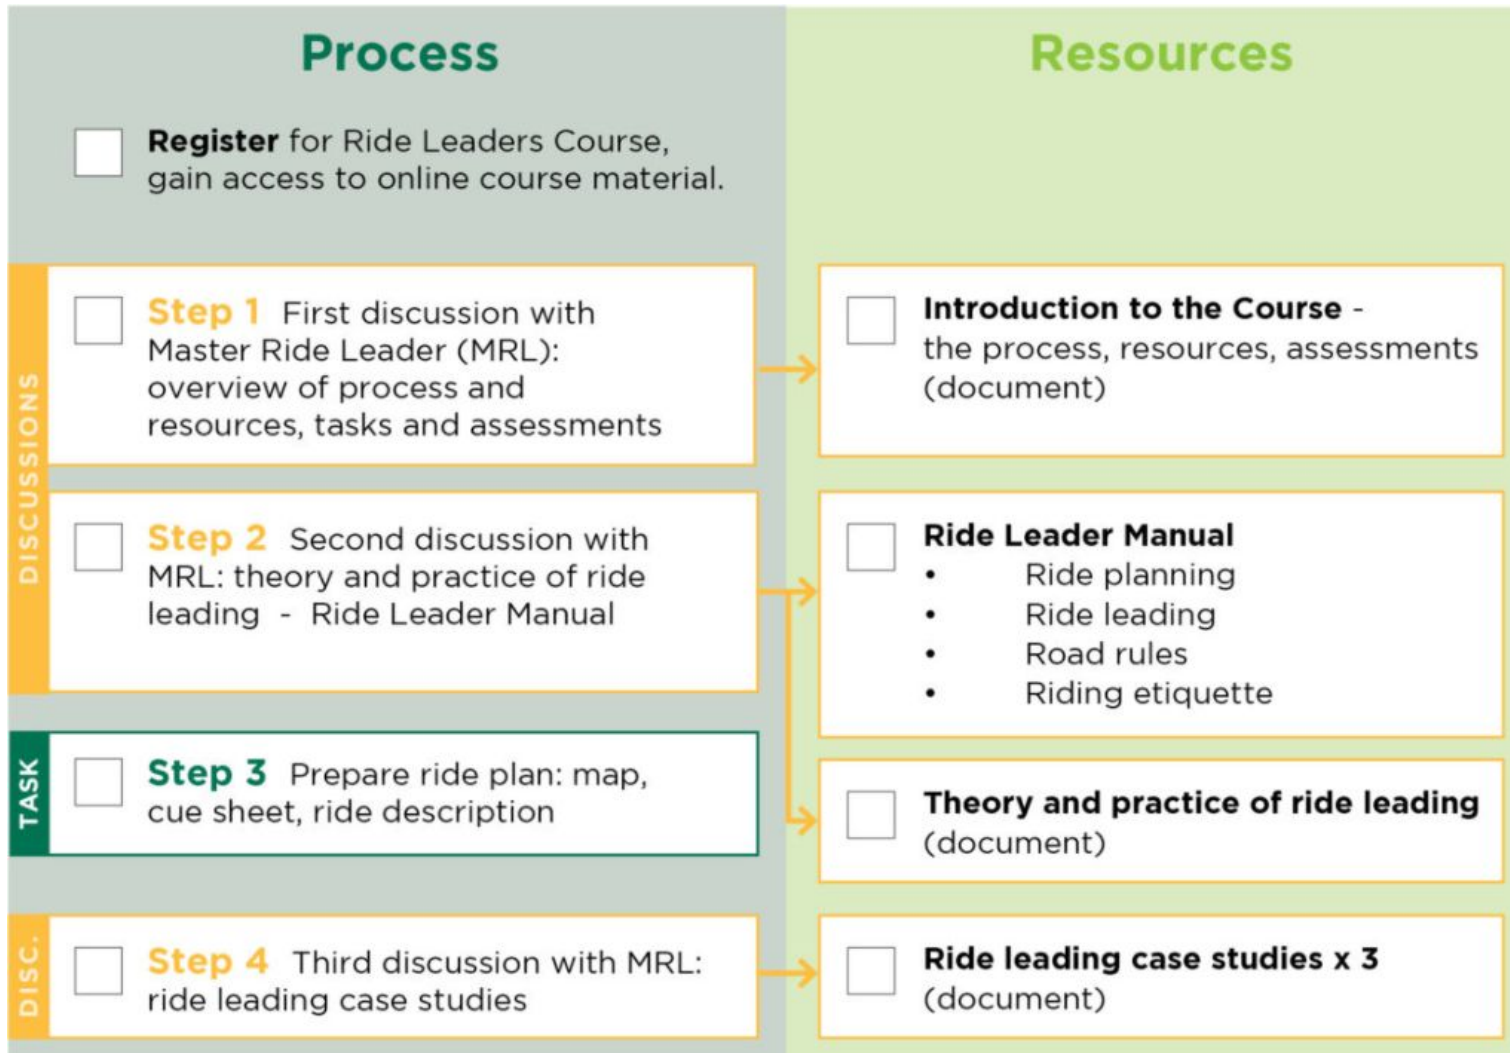 Process
Register for Ride Leaders Course,
gain access to online course material.
DISCUSSIONS
Step 1 First discussion with
Master Ride Leader (MRL):
overview of process and
resources, tasks and assessments
Step 2 Second discussion with
MRL: theory and practice of ride
leading - Ride Leader Manual
TASK
Step 3 Prepare ride plan: map,
cue sheet, ride description
DISC.
Step 4 Third discussion with MRL:
ride leading case studies
Resources
Introduction to the Course -
the process, resources, assessments
(document)
Ride Leader Manual
• Ride planning
• Ride leading
• Road rules
• Riding etiquette
Theory and practice of ride leading
(document)
Ride leading case studies x 3
(document)